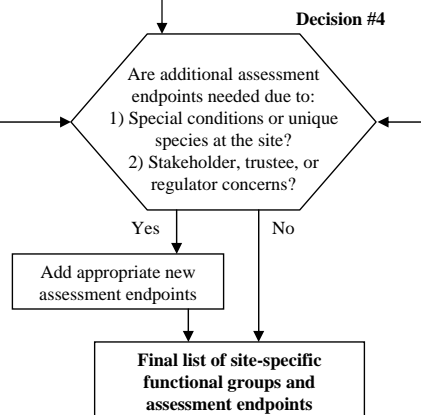 Decision #4
Are additional assessment
endpoints needed due to:
1) Special conditions or unique
species at the site?
2) Stakeholder, trustee, or
regulator concerns?
Yes
No
Add appropriate new
assessment endpoints
Final list of site-specific
functional groups and
assessment endpoints